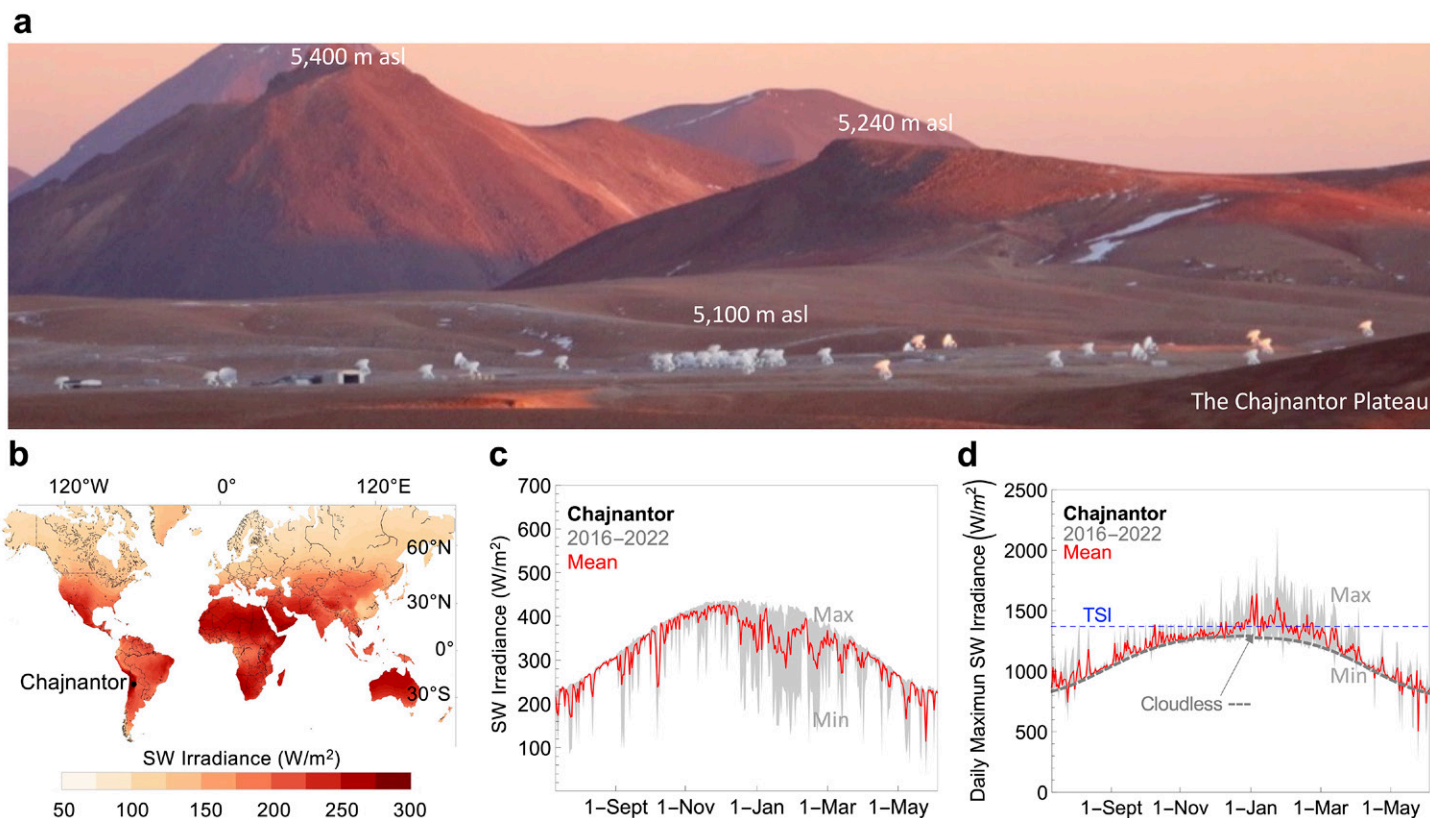 a
5,400 m asl
5,240 m asl
5,100 m asl
The Chajnantor Plateau
b
120°W 0° 120°E
60°N
30°N
0°
30°S
Chajnantor
SW Irradiance (W/m²)
50 100 150 200 250 300
c
SW Irradiance (W/m²)
700
600
500
400
300
200
100
Chajnantor
2016–2022
Mean
Max
Min
1–Sept 1–Nov 1–Jan 1–Mar 1–May
d
Daily Maximun SW Irradiance (W/m²)
2500
2000
1500
1000
500
0
Chajnantor
2016–2022
Mean
Max
TSI
Min
Cloudless
1–Sept 1–Nov 1–Jan 1–Mar 1–May